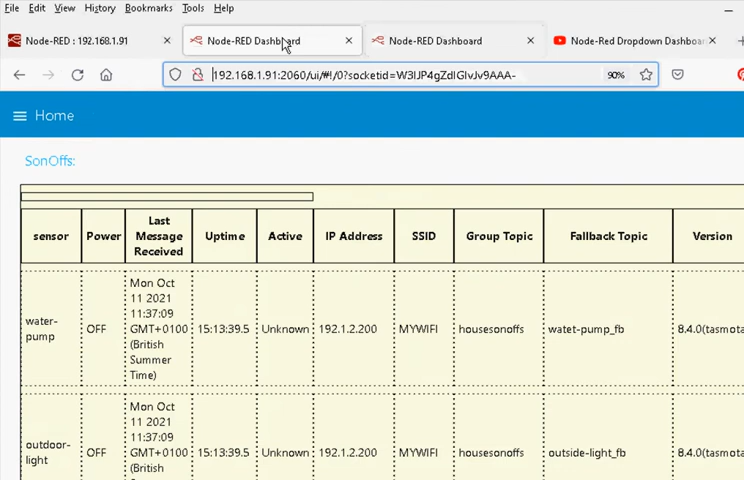 File Edit View History Bookmarks Tools Help
Node-RED : 192.168.1.91 × Node-RED Dashboard × Node-RED Dashboard × Node-Red Dropdown Dashboa ×
192.168.1.91:2060/ui/#!/0?socketid=W3lJP4gZdIGlvJv9AAA- 90%
Home
SonOffs:
sensor Power Last Message Received Uptime Active IP Address SSID Group Topic Fallback Topic Version
water-pump OFF Mon Oct 11 2021 11:37:09 GMT+0100 (British Summer Time) 15:13:39.5 Unknown 192.1.2.200 MYWIFI housesonoffs watet-pump_fb 8.4.0(tasmota
outdoor-light OFF Mon Oct 11 2021 11:37:09 GMT+0100 (British 15:13:39.5 Unknown 192.1.2.200 MYWIFI housesonoffs outside-light_fb 8.4.0(tasmota